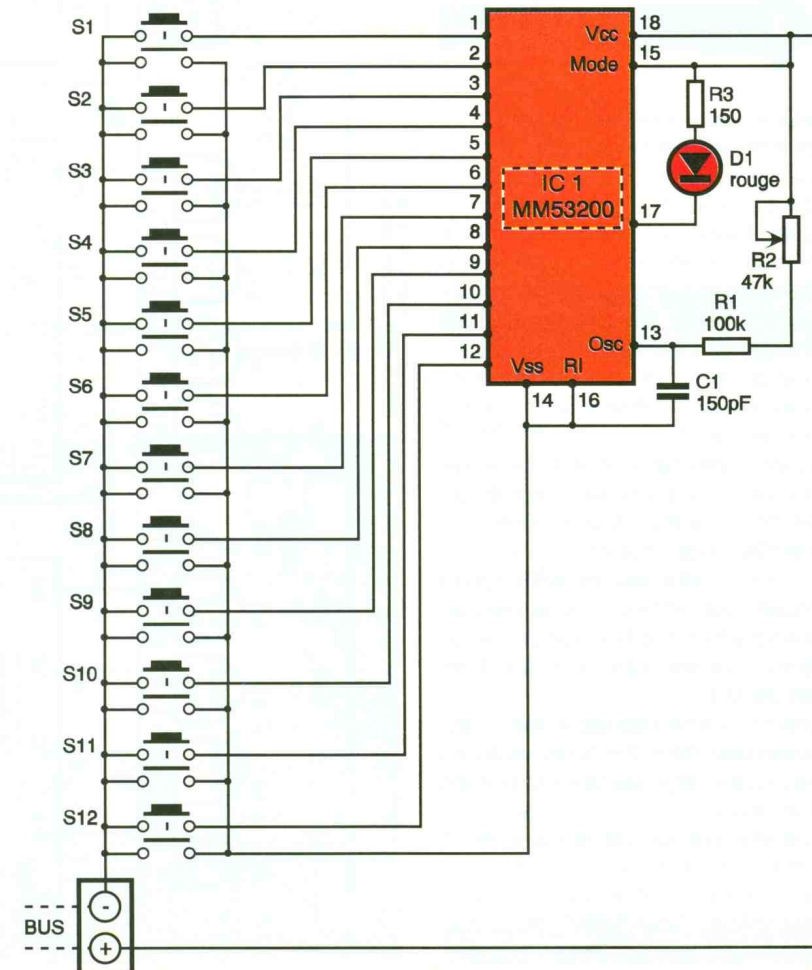 S1
S2
S3
S4
S5
S6
S7
S8
S9
S10
S11
S12
1
2
3
4
5
6
7
8
9
10
11
12
Vcc
18
Mode
15
IC 1
MM53200
17
Osc
13
Vss
RI
14
16
R3
150
D1
rouge
R2
47k
R1
100k
C1
150pF
BUS
-
+